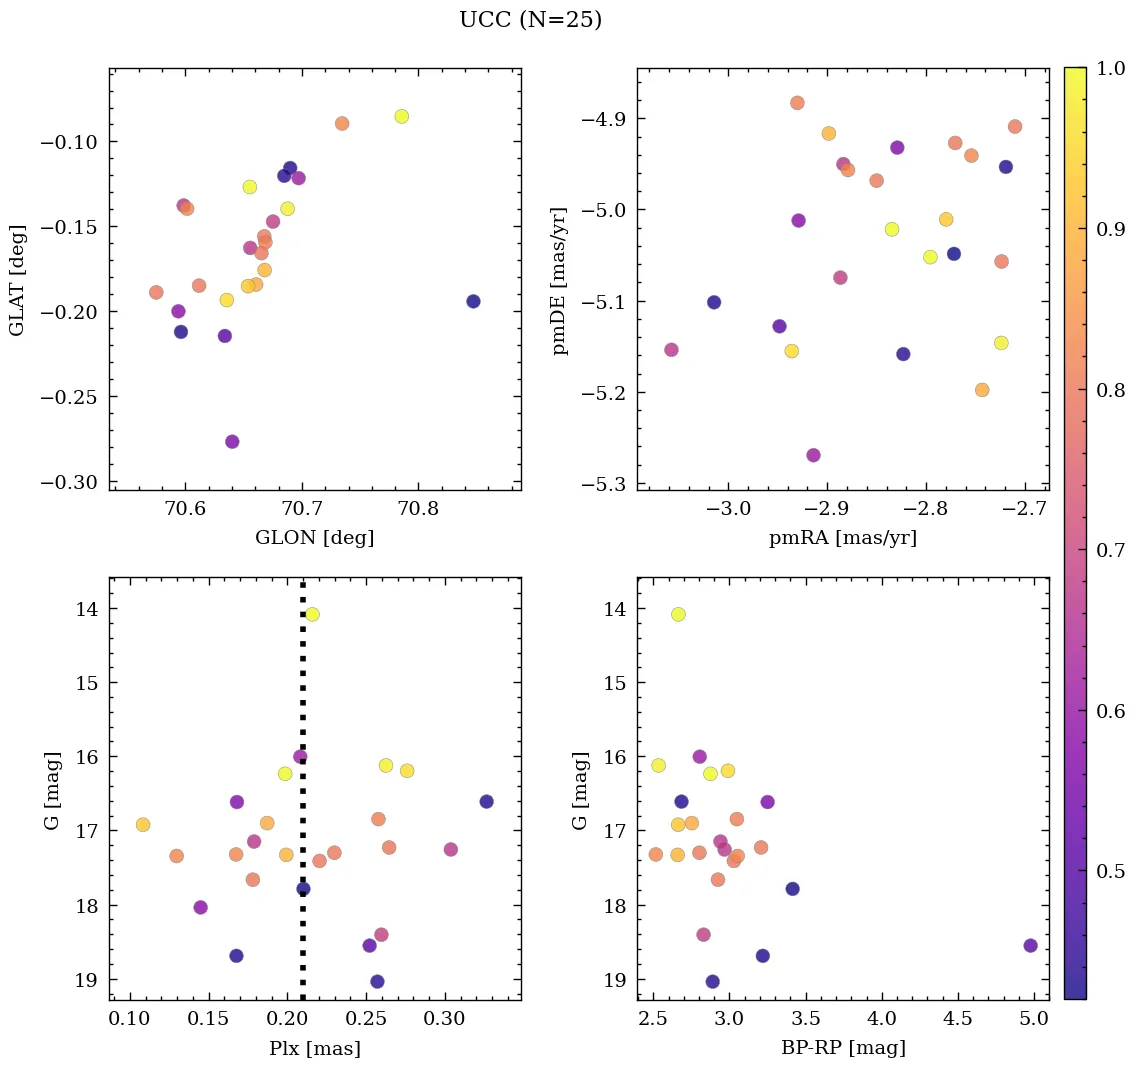 UCC (N=25)
−0.10
−0.15
−0.20
−0.25
−0.30
GLAT [deg]
70.6 70.7 70.8
GLON [deg]
−4.9
−5.0
−5.1
−5.2
−5.3
pmDE [mas/yr]
−3.0 −2.9 −2.8 −2.7
pmRA [mas/yr]
14
15
16
17
18
19
G [mag]
0.10 0.15 0.20 0.25 0.30
Plx [mas]
14
15
16
17
18
19
G [mag]
2.5 3.0 3.5 4.0 4.5 5.0
BP-RP [mag]
1.0
0.9
0.8
0.7
0.6
0.5